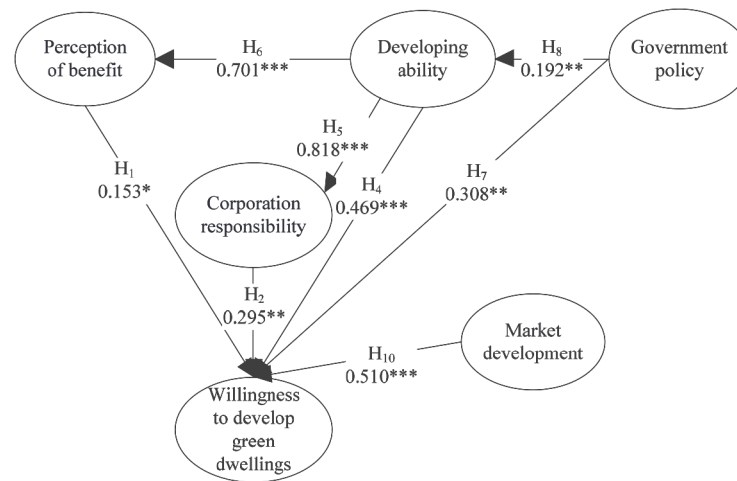 Perception
of benefit
H₆
0.701***
Developing
ability
H₈
0.192**
Government
policy
H₅
0.818***
H₁
0.153*
H₄
0.469***
H₇
0.308**
Corporation
responsibility
H₂
0.295**
Market
development
H₁₀
0.510***
Willingness
to develop
green
dwellings